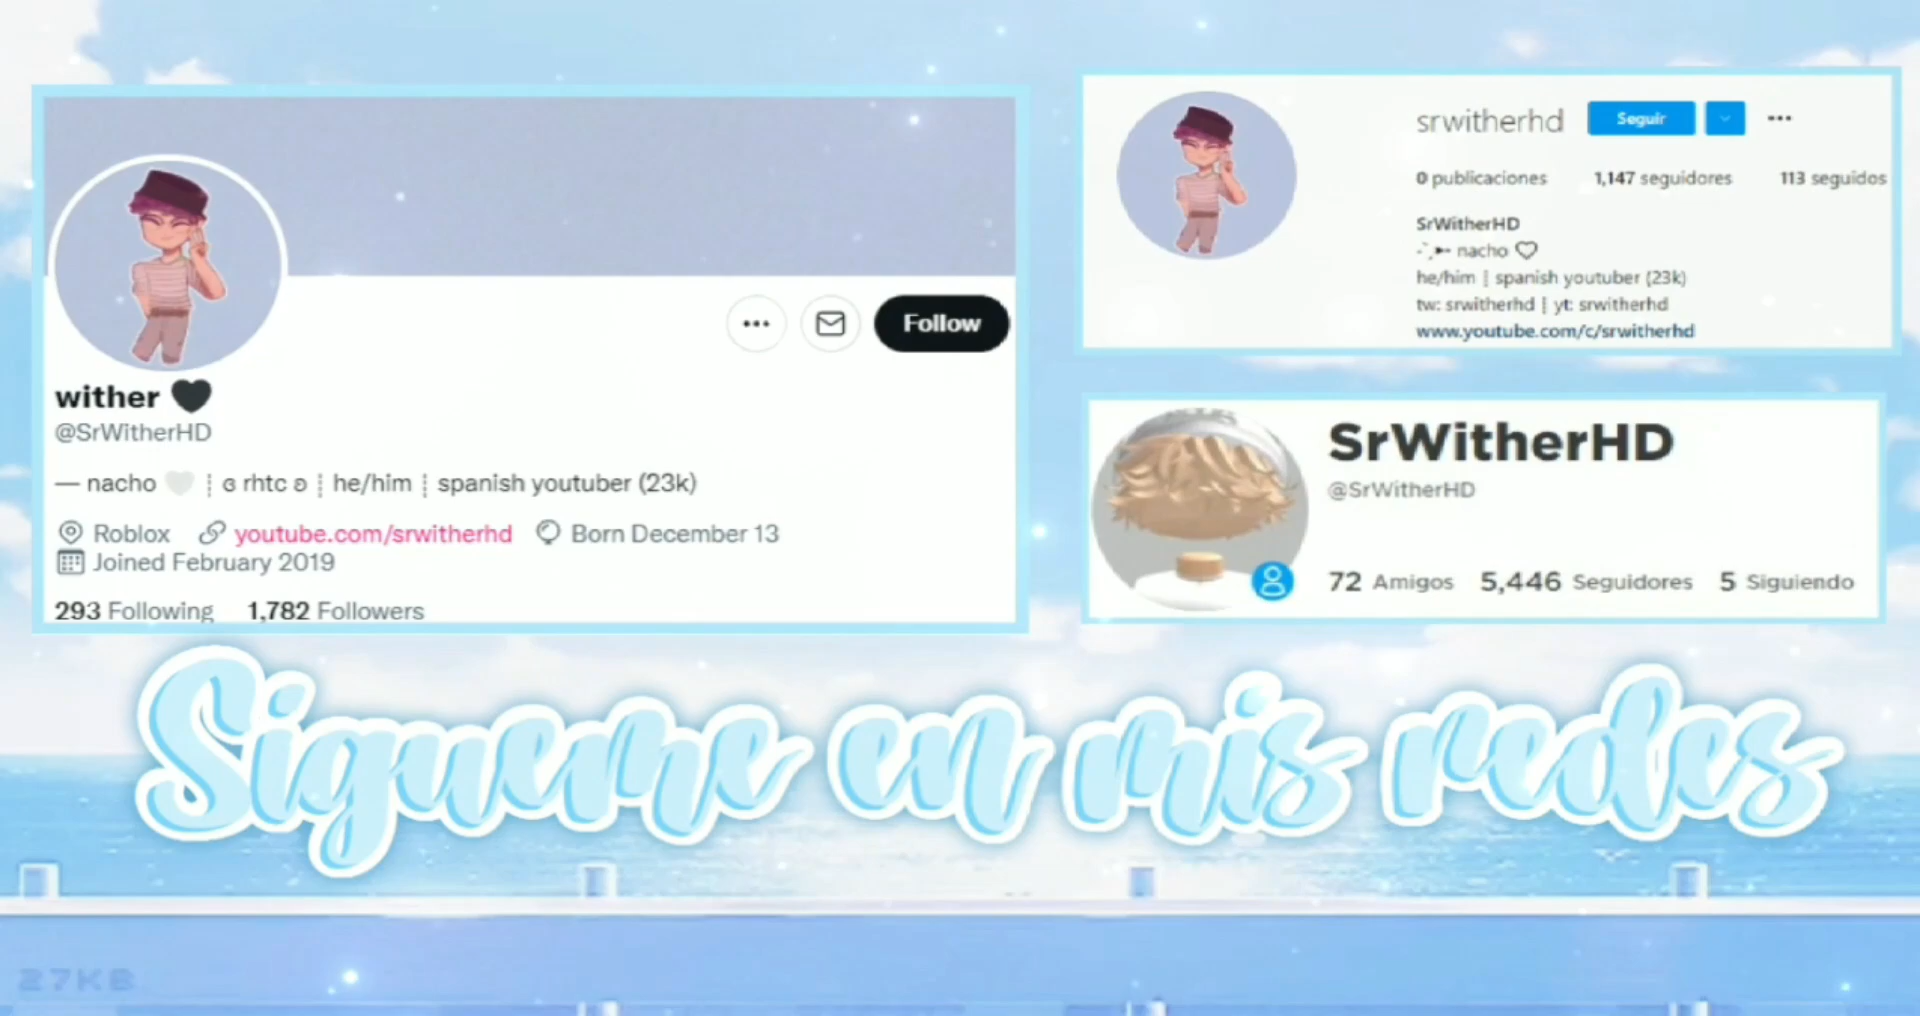 Follow
wither 🖤
@SrWitherHD
— nacho 🤍 ┊ ɞ rhtc ʚ ┊ he/him ┊ spanish youtuber (23k)
Roblox youtube.com/srwitherhd Born December 13
Joined February 2019
293 Following 1,782 Followers
srwitherhd Seguir
0 publicaciones 1,147 seguidores 113 seguidos
SrWitherHD
nacho ♡
he/him | spanish youtuber (23k)
tw: srwitherhd | yt: srwitherhd
www.youtube.com/c/srwitherhd
SrWitherHD
@SrWitherHD
72 Amigos 5,446 Seguidores 5 Siguiendo
Sigueme en mis redes